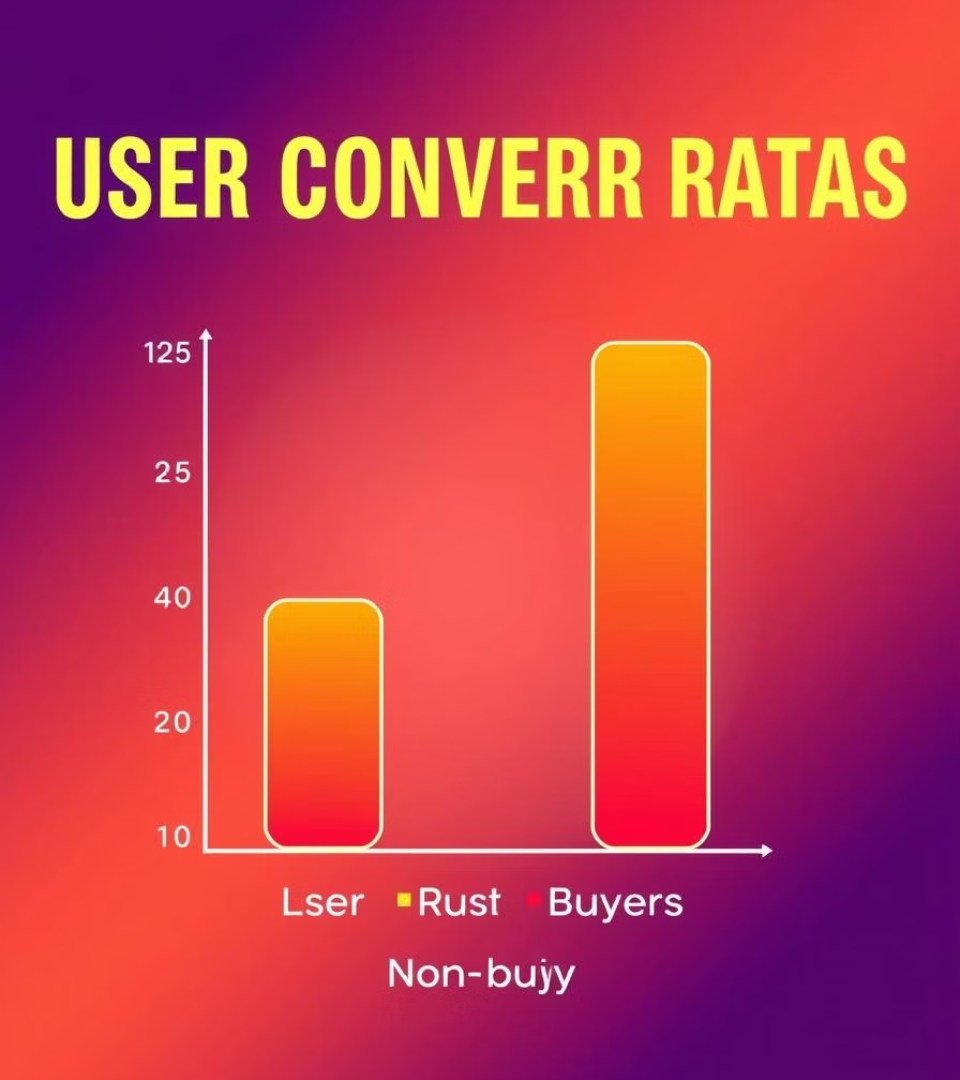 USER CONVERR RATAS
125
25
40
20
10
Lser Rust Buyers
Non-bujy